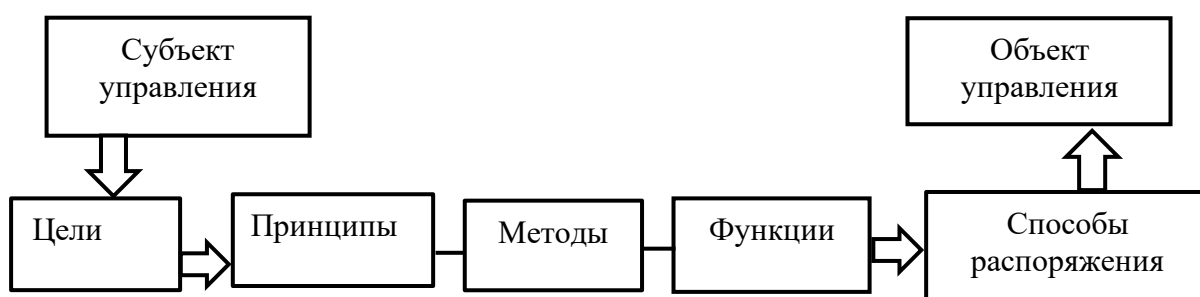 Субъект
управления
Объект
управления
Цели
Принципы
Методы
Функции
Способы
распоряжения